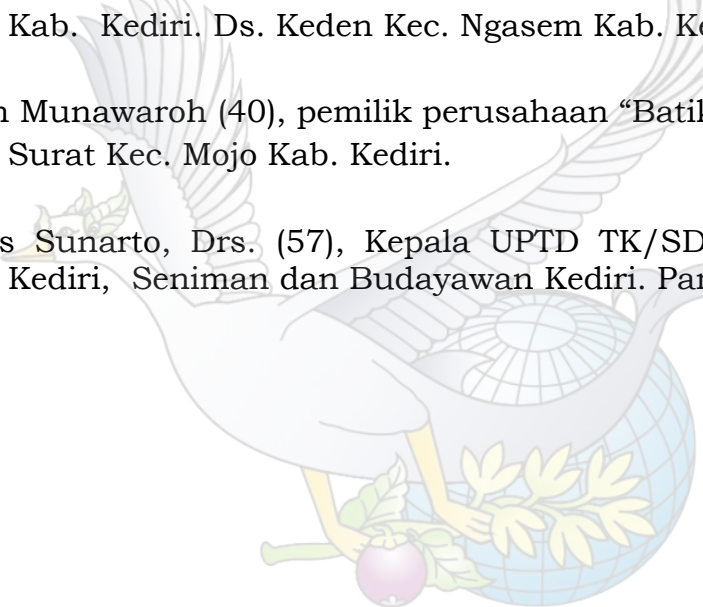 Kab. Kediri. Ds. Keden Kec. Ngasem Kab.
Munawaroh (40), pemilik perusahaan “Batik
Surat Kec. Mojo Kab. Kediri.
Sunarto, Drs. (57), Kepala UPTD TK/SD
Kediri, Seniman dan Budayawan Kediri.